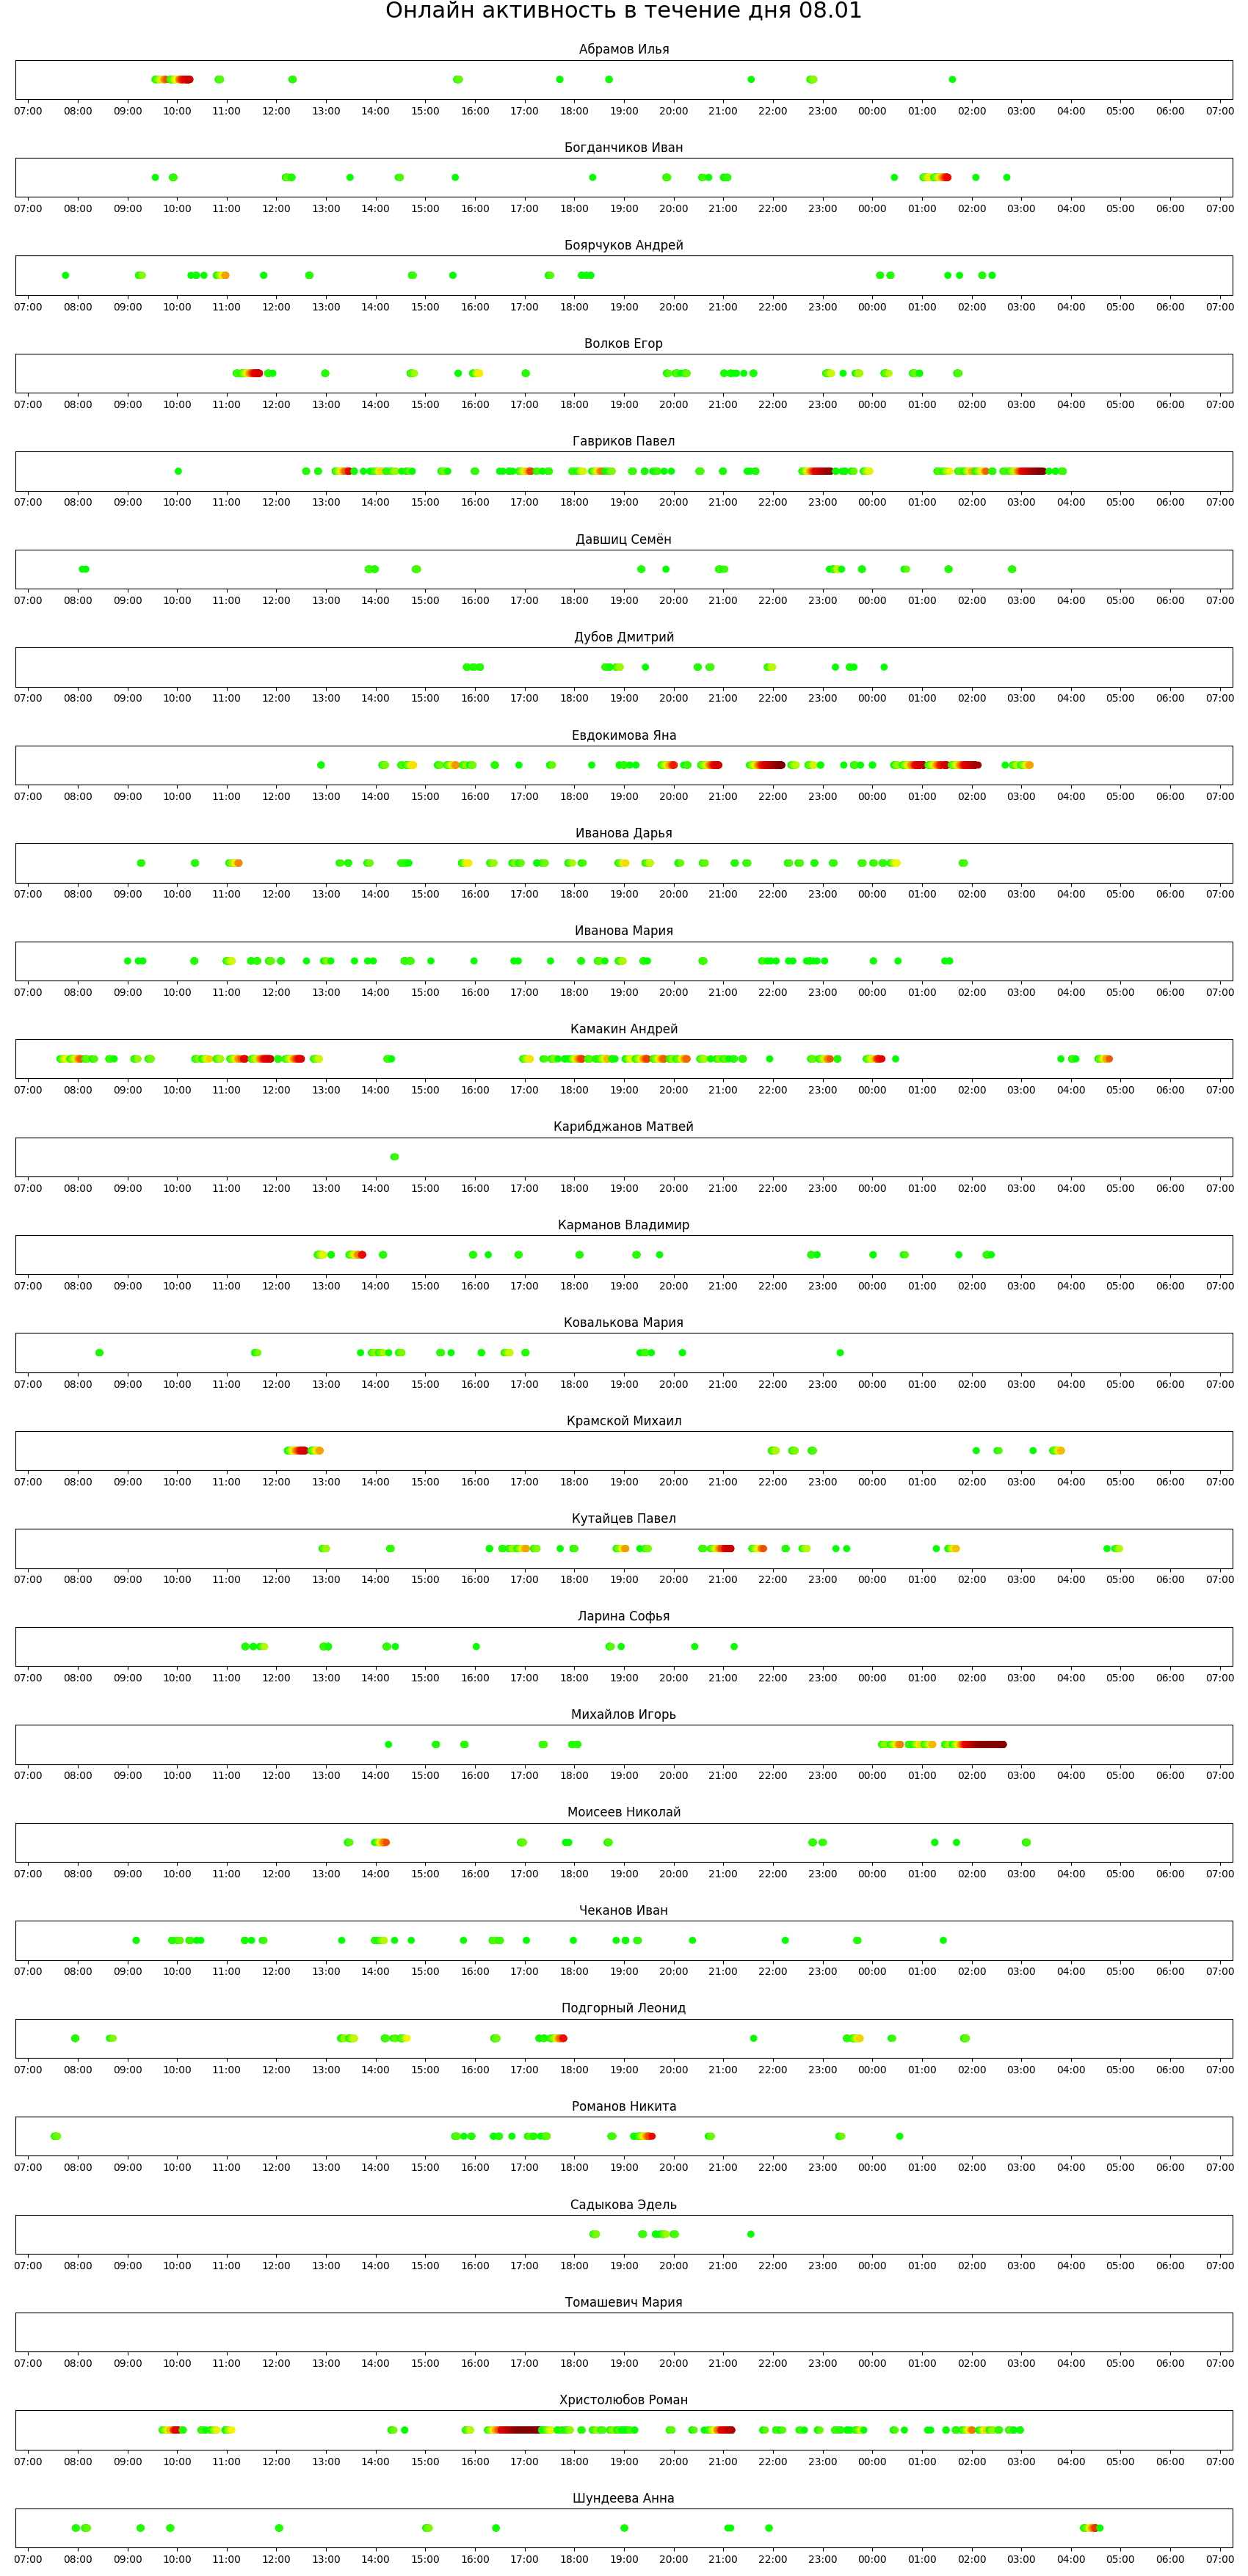 Онлайн активность в течение дня 08.01
Абрамов Илья
07:00 08:00 09:00 10:00 11:00 12:00 13:00 14:00 15:00 16:00 17:00 18:00 19:00 20:00 21:00 22:00 23:00 00:00 01:00 02:00 03:00 04:00 05:00 06:00 07:00
Богданчиков Иван
07:00 08:00 09:00 10:00 11:00 12:00 13:00 14:00 15:00 16:00 17:00 18:00 19:00 20:00 21:00 22:00 23:00 00:00 01:00 02:00 03:00 04:00 05:00 06:00 07:00
Боярчуков Андрей
07:00 08:00 09:00 10:00 11:00 12:00 13:00 14:00 15:00 16:00 17:00 18:00 19:00 20:00 21:00 22:00 23:00 00:00 01:00 02:00 03:00 04:00 05:00 06:00 07:00
Волков Егор
07:00 08:00 09:00 10:00 11:00 12:00 13:00 14:00 15:00 16:00 17:00 18:00 19:00 20:00 21:00 22:00 23:00 00:00 01:00 02:00 03:00 04:00 05:00 06:00 07:00
Гавриков Павел
07:00 08:00 09:00 10:00 11:00 12:00 13:00 14:00 15:00 16:00 17:00 18:00 19:00 20:00 21:00 22:00 23:00 00:00 01:00 02:00 03:00 04:00 05:00 06:00 07:00
Давшиц Семён
07:00 08:00 09:00 10:00 11:00 12:00 13:00 14:00 15:00 16:00 17:00 18:00 19:00 20:00 21:00 22:00 23:00 00:00 01:00 02:00 03:00 04:00 05:00 06:00 07:00
Дубов Дмитрий
07:00 08:00 09:00 10:00 11:00 12:00 13:00 14:00 15:00 16:00 17:00 18:00 19:00 20:00 21:00 22:00 23:00 00:00 01:00 02:00 03:00 04:00 05:00 06:00 07:00
Евдокимова Яна
07:00 08:00 09:00 10:00 11:00 12:00 13:00 14:00 15:00 16:00 17:00 18:00 19:00 20:00 21:00 22:00 23:00 00:00 01:00 02:00 03:00 04:00 05:00 06:00 07:00
Иванова Дарья
07:00 08:00 09:00 10:00 11:00 12:00 13:00 14:00 15:00 16:00 17:00 18:00 19:00 20:00 21:00 22:00 23:00 00:00 01:00 02:00 03:00 04:00 05:00 06:00 07:00
Иванова Мария
07:00 08:00 09:00 10:00 11:00 12:00 13:00 14:00 15:00 16:00 17:00 18:00 19:00 20:00 21:00 22:00 23:00 00:00 01:00 02:00 03:00 04:00 05:00 06:00 07:00
Камакин Андрей
07:00 08:00 09:00 10:00 11:00 12:00 13:00 14:00 15:00 16:00 17:00 18:00 19:00 20:00 21:00 22:00 23:00 00:00 01:00 02:00 03:00 04:00 05:00 06:00 07:00
Карибджанов Матвей
07:00 08:00 09:00 10:00 11:00 12:00 13:00 14:00 15:00 16:00 17:00 18:00 19:00 20:00 21:00 22:00 23:00 00:00 01:00 02:00 03:00 04:00 05:00 06:00 07:00
Карманов Владимир
07:00 08:00 09:00 10:00 11:00 12:00 13:00 14:00 15:00 16:00 17:00 18:00 19:00 20:00 21:00 22:00 23:00 00:00 01:00 02:00 03:00 04:00 05:00 06:00 07:00
Ковалькова Мария
07:00 08:00 09:00 10:00 11:00 12:00 13:00 14:00 15:00 16:00 17:00 18:00 19:00 20:00 21:00 22:00 23:00 00:00 01:00 02:00 03:00 04:00 05:00 06:00 07:00
Крамской Михаил
07:00 08:00 09:00 10:00 11:00 12:00 13:00 14:00 15:00 16:00 17:00 18:00 19:00 20:00 21:00 22:00 23:00 00:00 01:00 02:00 03:00 04:00 05:00 06:00 07:00
Кутайцев Павел
07:00 08:00 09:00 10:00 11:00 12:00 13:00 14:00 15:00 16:00 17:00 18:00 19:00 20:00 21:00 22:00 23:00 00:00 01:00 02:00 03:00 04:00 05:00 06:00 07:00
Ларина Софья
07:00 08:00 09:00 10:00 11:00 12:00 13:00 14:00 15:00 16:00 17:00 18:00 19:00 20:00 21:00 22:00 23:00 00:00 01:00 02:00 03:00 04:00 05:00 06:00 07:00
Михайлов Игорь
07:00 08:00 09:00 10:00 11:00 12:00 13:00 14:00 15:00 16:00 17:00 18:00 19:00 20:00 21:00 22:00 23:00 00:00 01:00 02:00 03:00 04:00 05:00 06:00 07:00
Моисеев Николай
07:00 08:00 09:00 10:00 11:00 12:00 13:00 14:00 15:00 16:00 17:00 18:00 19:00 20:00 21:00 22:00 23:00 00:00 01:00 02:00 03:00 04:00 05:00 06:00 07:00
Чеканов Иван
07:00 08:00 09:00 10:00 11:00 12:00 13:00 14:00 15:00 16:00 17:00 18:00 19:00 20:00 21:00 22:00 23:00 00:00 01:00 02:00 03:00 04:00 05:00 06:00 07:00
Подгорный Леонид
07:00 08:00 09:00 10:00 11:00 12:00 13:00 14:00 15:00 16:00 17:00 18:00 19:00 20:00 21:00 22:00 23:00 00:00 01:00 02:00 03:00 04:00 05:00 06:00 07:00
Романов Никита
07:00 08:00 09:00 10:00 11:00 12:00 13:00 14:00 15:00 16:00 17:00 18:00 19:00 20:00 21:00 22:00 23:00 00:00 01:00 02:00 03:00 04:00 05:00 06:00 07:00
Садыкова Эдель
07:00 08:00 09:00 10:00 11:00 12:00 13:00 14:00 15:00 16:00 17:00 18:00 19:00 20:00 21:00 22:00 23:00 00:00 01:00 02:00 03:00 04:00 05:00 06:00 07:00
Томашевич Мария
07:00 08:00 09:00 10:00 11:00 12:00 13:00 14:00 15:00 16:00 17:00 18:00 19:00 20:00 21:00 22:00 23:00 00:00 01:00 02:00 03:00 04:00 05:00 06:00 07:00
Христолюбов Роман
07:00 08:00 09:00 10:00 11:00 12:00 13:00 14:00 15:00 16:00 17:00 18:00 19:00 20:00 21:00 22:00 23:00 00:00 01:00 02:00 03:00 04:00 05:00 06:00 07:00
Шундеева Анна
07:00 08:00 09:00 10:00 11:00 12:00 13:00 14:00 15:00 16:00 17:00 18:00 19:00 20:00 21:00 22:00 23:00 00:00 01:00 02:00 03:00 04:00 05:00 06:00 07:00